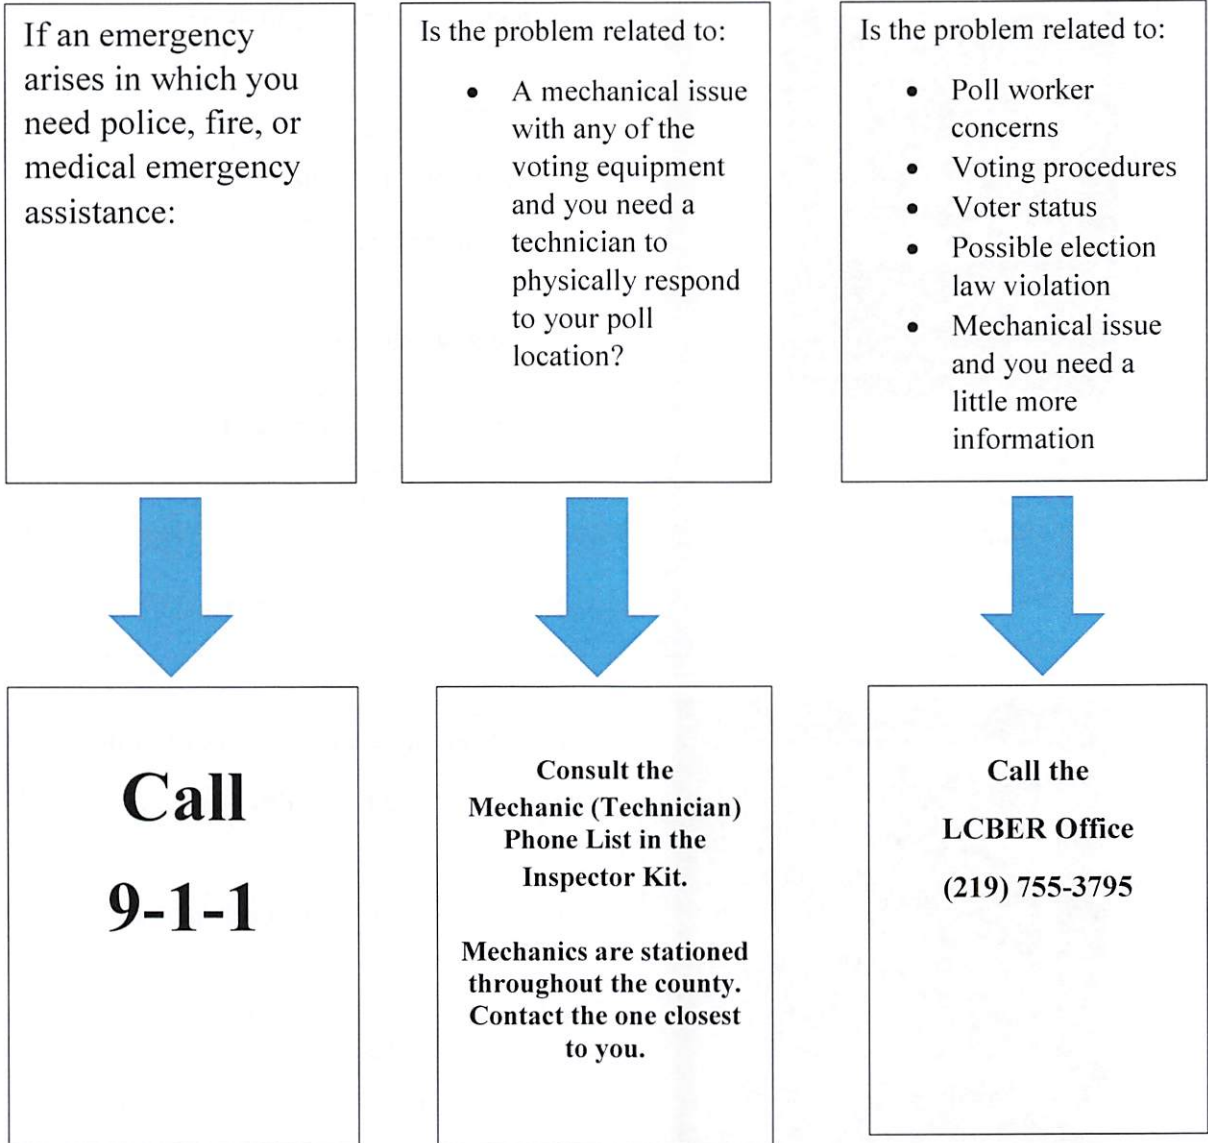 If an emergency
arises in which you
need police, fire, or
medical emergency
assistance:
Is the problem related to:
• A mechanical issue
with any of the
voting equipment
and you need a
technician to
physically respond
to your poll
location?
Is the problem related to:
• Poll worker
concerns
• Voting procedures
• Voter status
• Possible election
law violation
• Mechanical issue
and you need a
little more
information
Call
9-1-1
Consult the
Mechanic (Technician)
Phone List in the
Inspector Kit.
Mechanics are stationed
throughout the county.
Contact the one closest
to you.
Call the
LCBER Office
(219) 755-3795